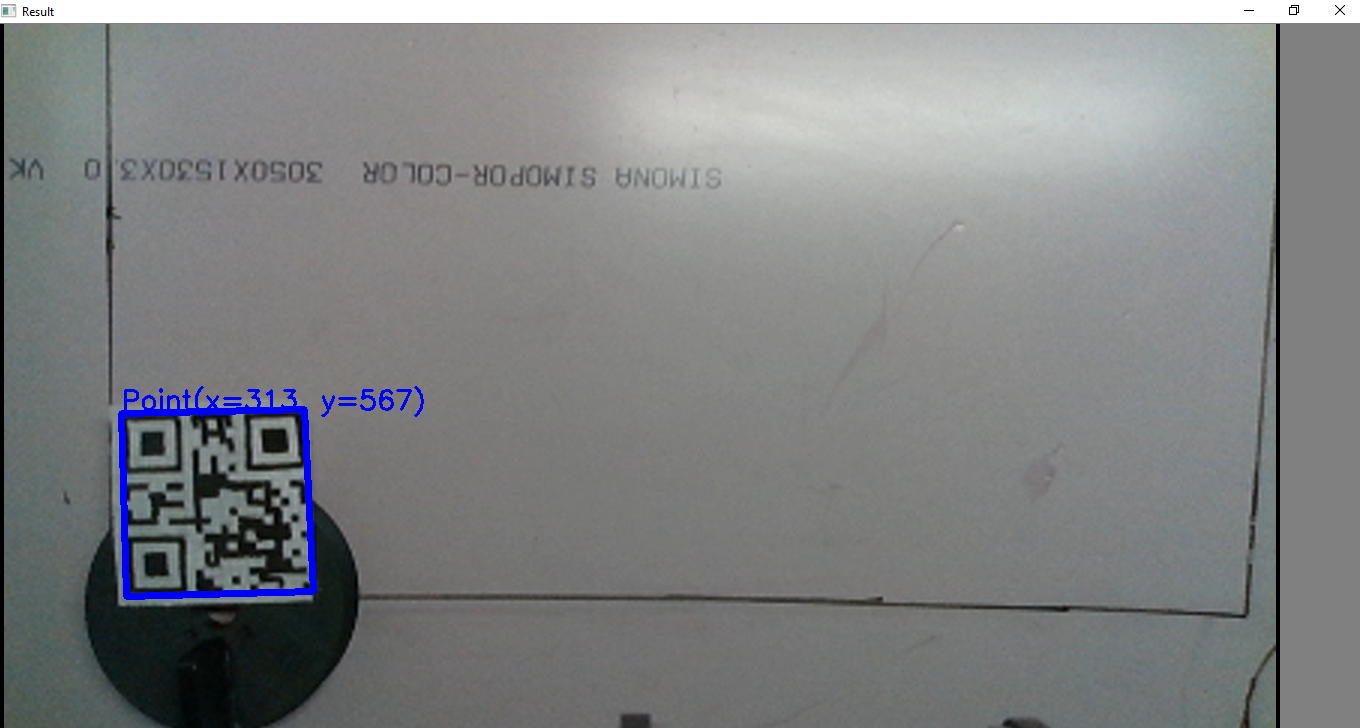 Result
SIMONA SIMOPOR-COLOR 3050X1530X3.0 VK
Point(x=313, y=567)